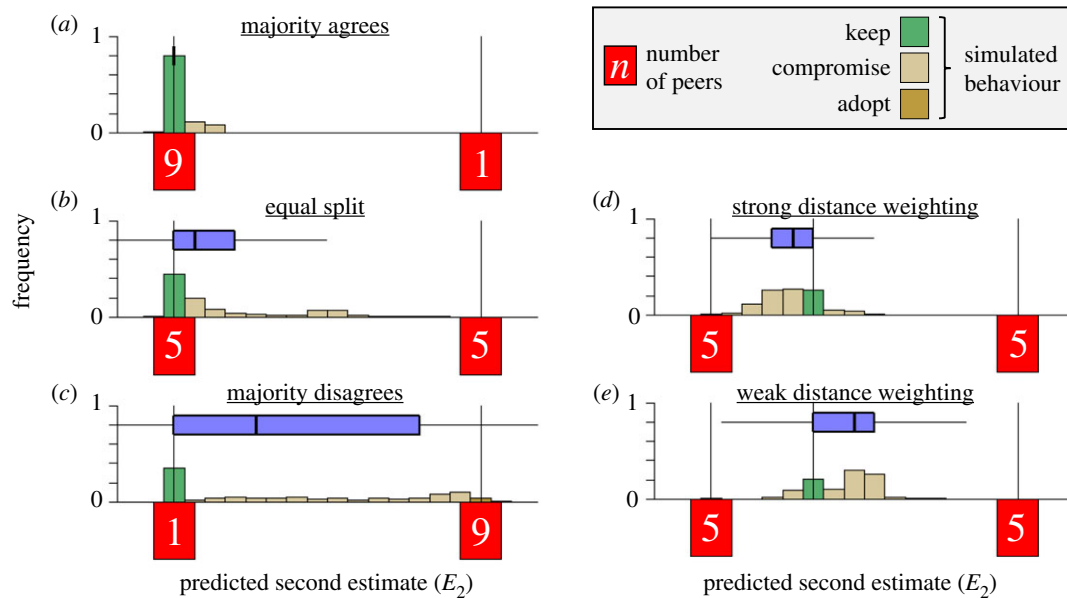 (a) majority agrees
1
0
9 1
n number
of peers
keep
compromise
adopt
simulated
behaviour
(b) equal split
1
0
5 5
(c) majority disagrees
1
0
1 9
frequency
predicted second estimate (E2)
(d) strong distance weighting
1
0
5 5
(e) weak distance weighting
1
0
5 5
predicted second estimate (E2)